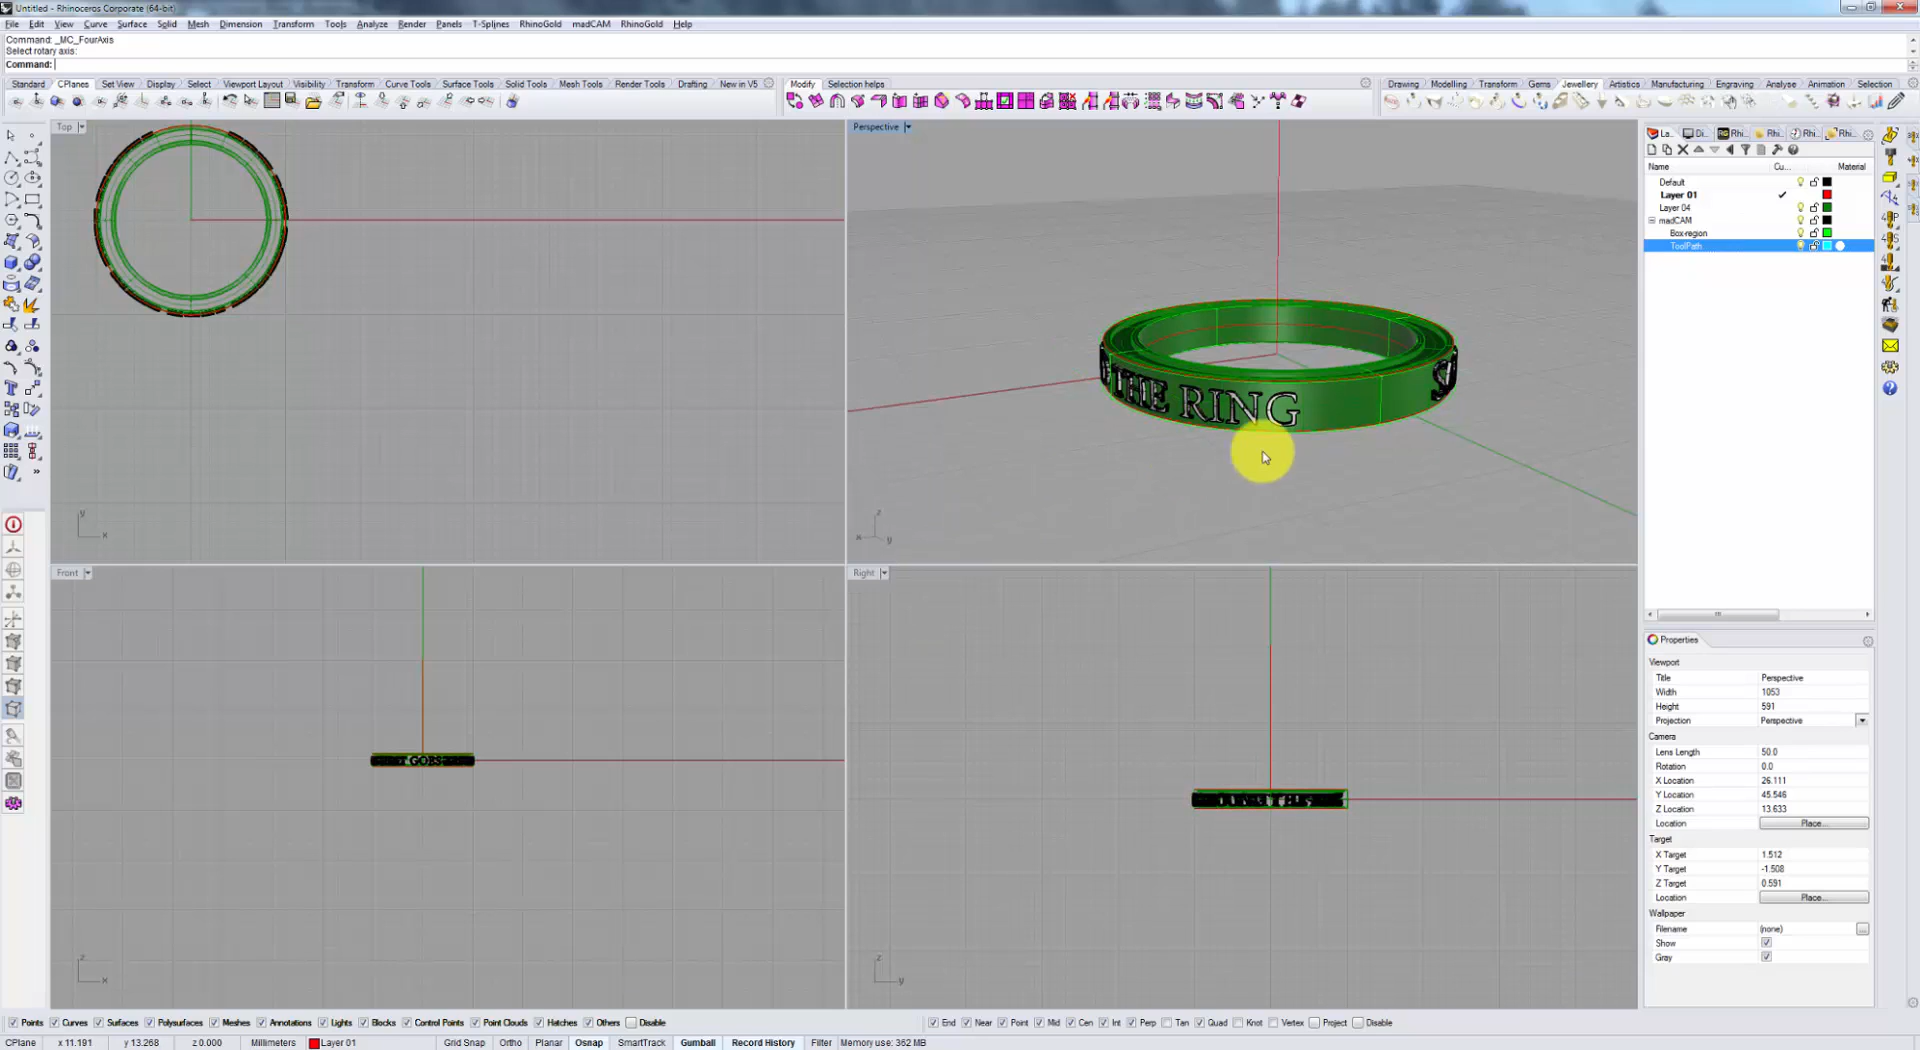 Untitled - Rhinoceros Corporate (64-bit)
File Edit View Curve Surface Solid Mesh Dimension Transform Tools Analyze Render Panels T-Splines RhinoGold madCAM RhinoGold Help
Command: _MC_FourAxis
Select rotary axis:
Command:
Standard CPlanes Set View Display Select Viewport Layout Visibility Transform Curve Tools Surface Tools Solid Tools Mesh Tools Render Tools Drafting New in V5
Modify Selection helps
Drawing Modelling Transform Gems Jewellery Artistics Manufacturing Engraving Analyse Animation Selection
Top
Perspective
THE RING
Front
Right
GOES
La... Di... Rhi... Rhi... Rhi... Rhi...
Name Cu... Material
Default
Layer 01
Layer 04
madCAM
Box-region
ToolPath
Properties
Viewport
Title Perspective
Width 1053
Height 591
Projection Perspective
Camera
Lens Length 50.0
Rotation 0.0
X Location 26.111
Y Location 45.546
Z Location 13.633
Location Place...
Target
X Target 1.512
Y Target -1.508
Z Target 0.591
Location Place...
Wallpaper
Filename (none) ...
Show
Gray
Points Curves Surfaces Polysurfaces Meshes Annotations Lights Blocks Control Points Point Clouds Hatches Others Disable
End Near Point Mid Cen Int Perp Tan Quad Knot Vertex Project Disable
CPlane x 11.191 y 13.268 z 0.000 Millimeters Layer 01 Grid Snap Ortho Planar Osnap SmartTrack Gumball Record History Filter Memory use: 362 MB